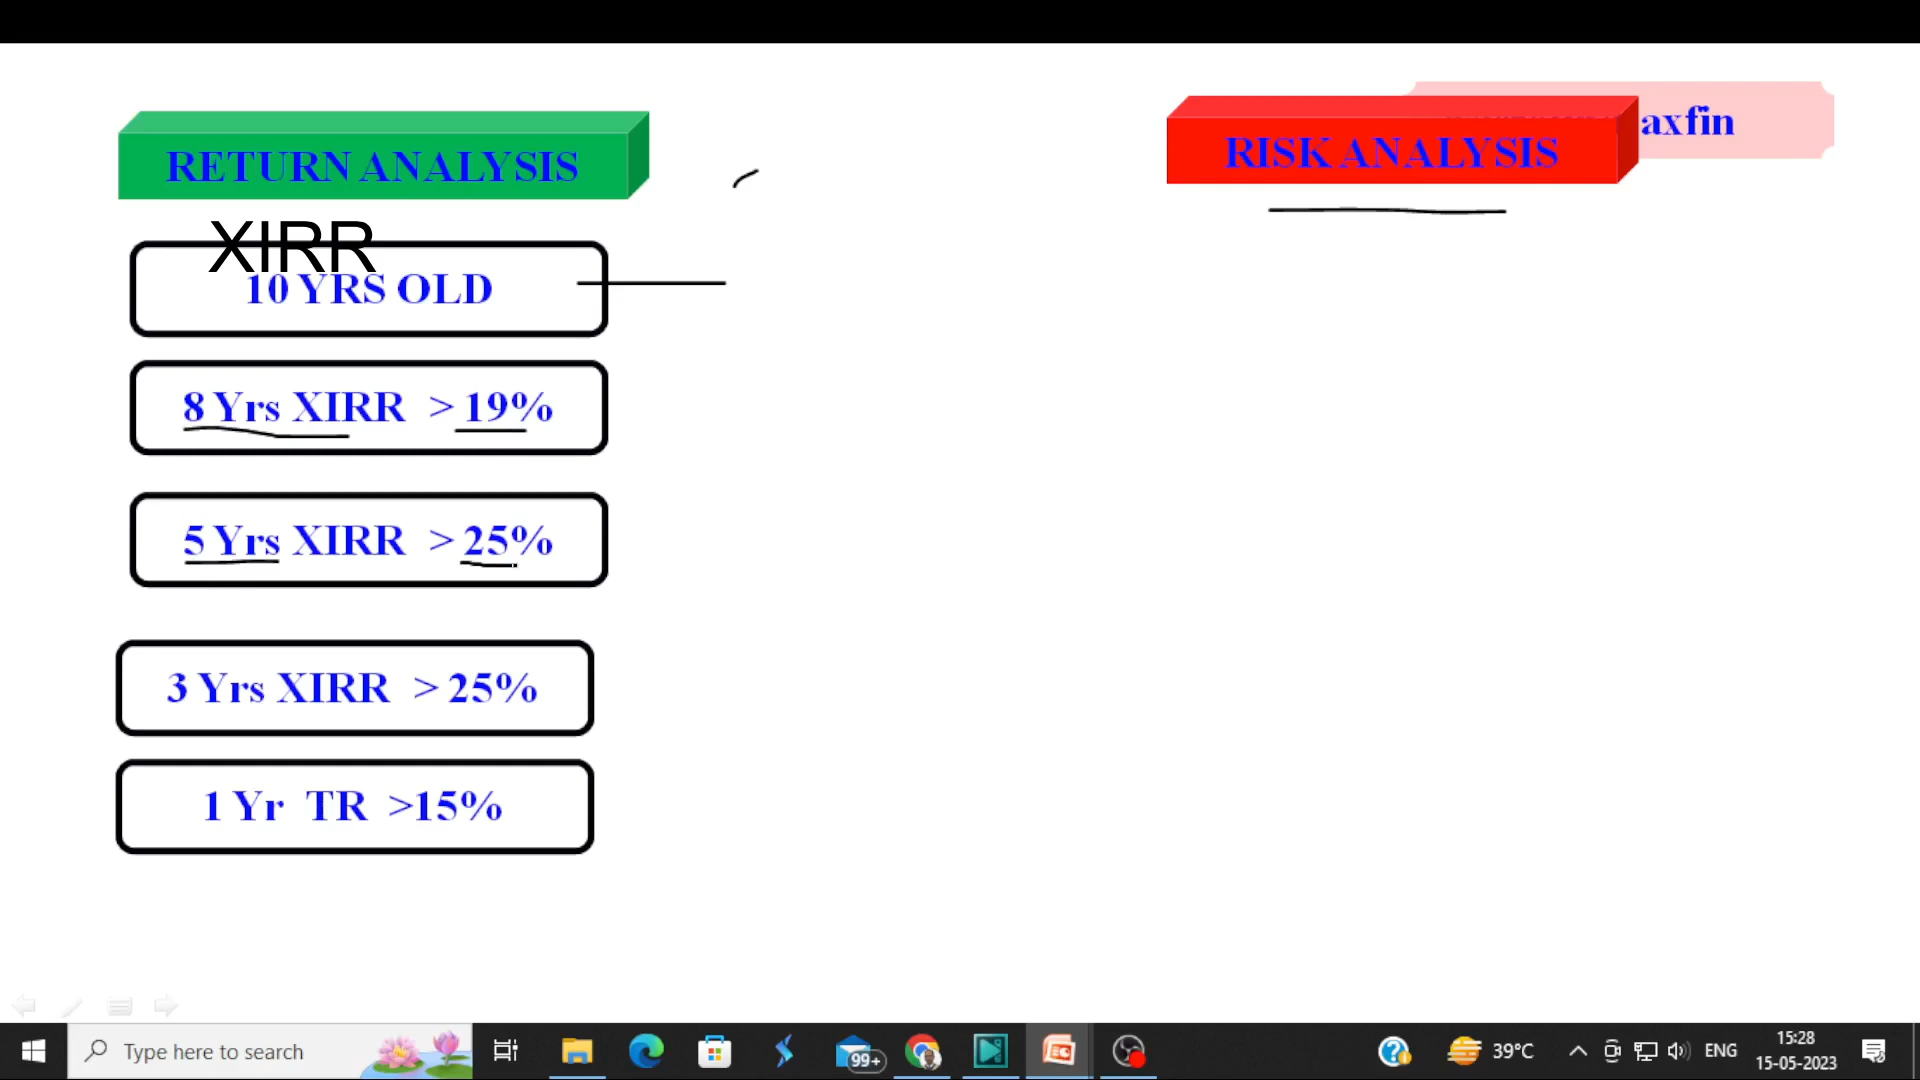 RETURN ANALYSIS
XIRR
10 YRS OLD
8 Yrs XIRR > 19%
5 Yrs XIRR > 25%
3 Yrs XIRR > 25%
1 Yr TR >15%
RISK ANALYSIS
axfin
Type here to search
99+
39°C
ENG
15:28
15-05-2023